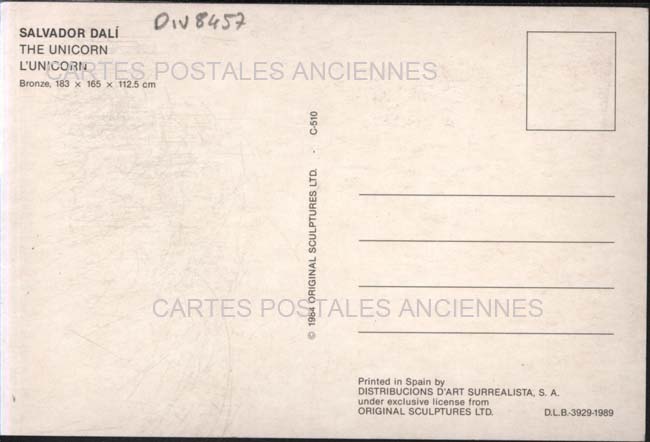 DIV 8457
SALVADOR DALÍ
THE UNICORN
L'UNICORN
Bronze, 183 x 165 x 112.5 cm
CARTES POSTALES ANCIENNES
© 1984 ORIGINAL SCULPTURES LTD. - C-510
CARTES POSTALES ANCIENNES
Printed in Spain by
DISTRIBUCIONS D'ART SURREALISTA, S. A.
under exclusive license from
ORIGINAL SCULPTURES LTD. D.L.B.-3929-1989